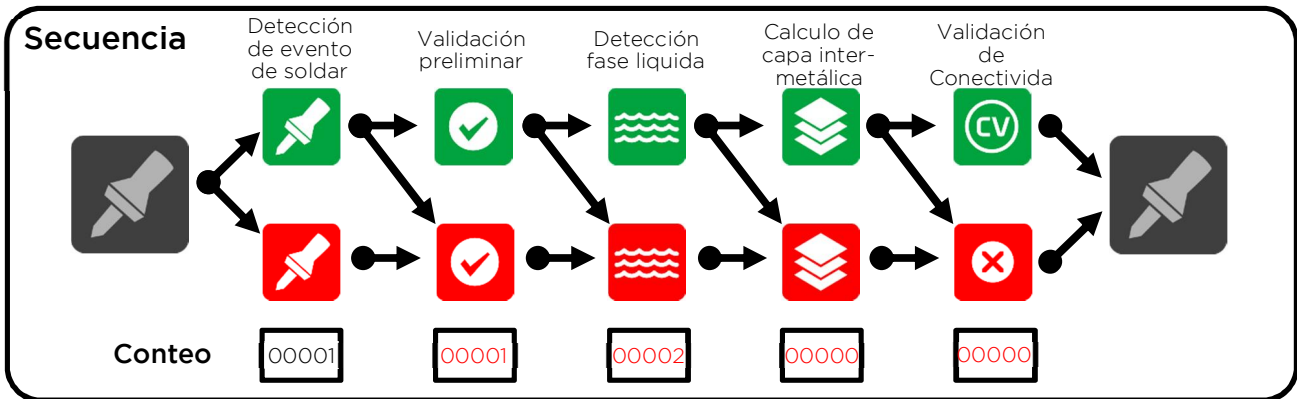 Secuencia
Detección
de evento
de soldar
Validación
preliminar
Detección
fase liquida
Calculo de
capa inter-
metálica
Validación
de
Conectivida
CV
Conteo
00001
00001
00002
00000
00000